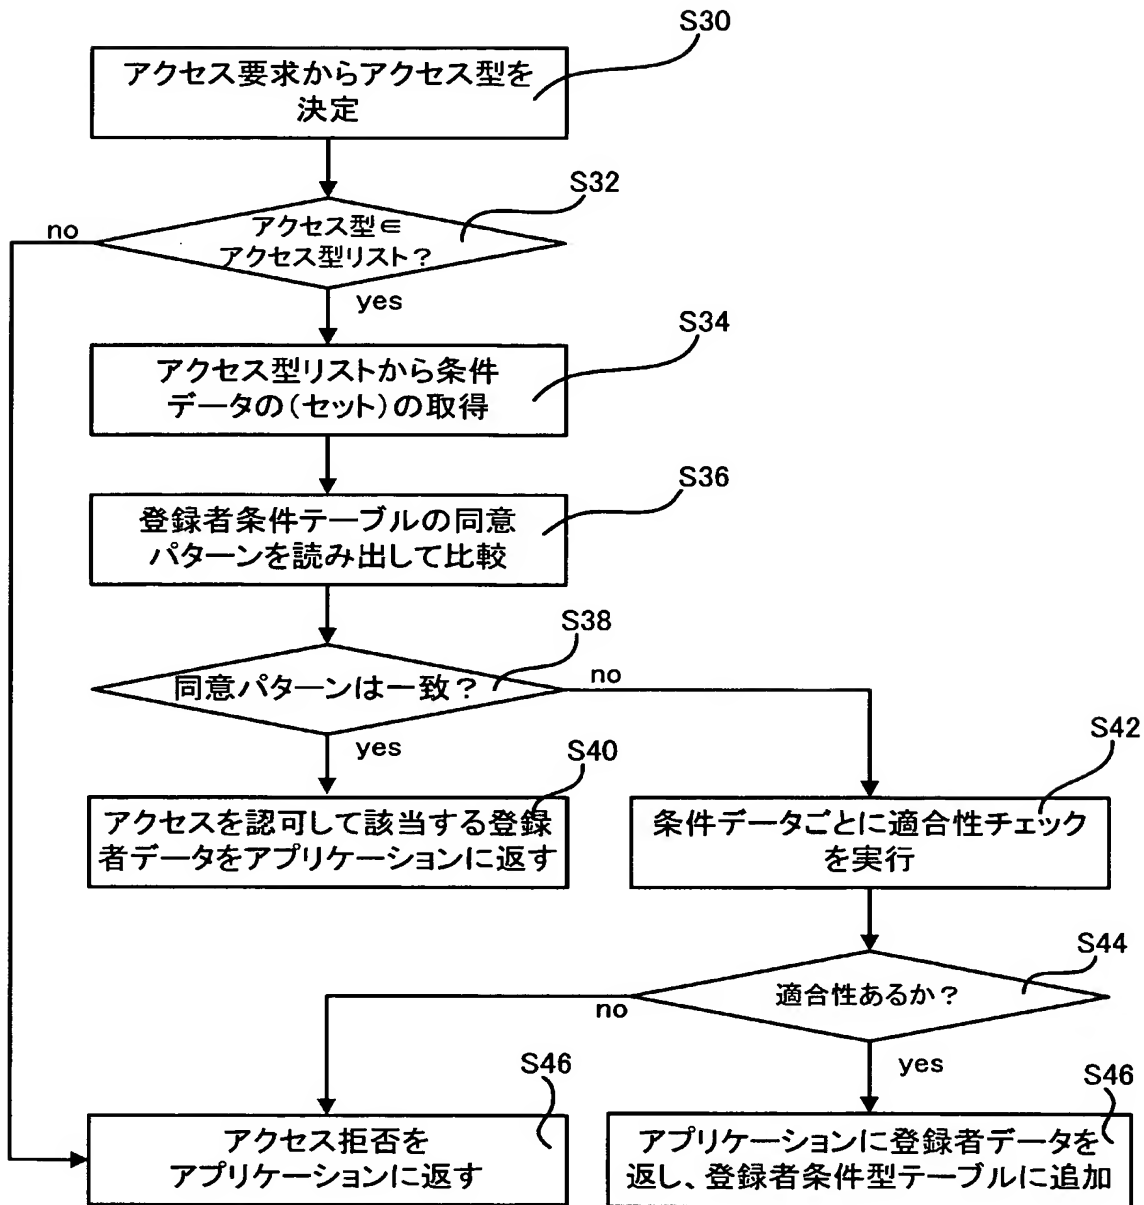 S30
アクセス要求からアクセス型を
決定
S32
no
アクセス型∈
アクセス型リスト?
yes
S34
アクセス型リストから条件
データの(セット)の取得
S36
登録者条件テーブルの同意
パターンを読み出して比較
S38
同意パターンは一致?
no
yes
S40
S42
アクセスを認可して該当する登録
者データをアプリケーションに返す
条件データごとに適合性チェック
を実行
S44
適合性あるか?
no
yes
S46
S46
アクセス拒否を
アプリケーションに返す
アプリケーションに登録者データを
返し、登録者条件型テーブルに追加